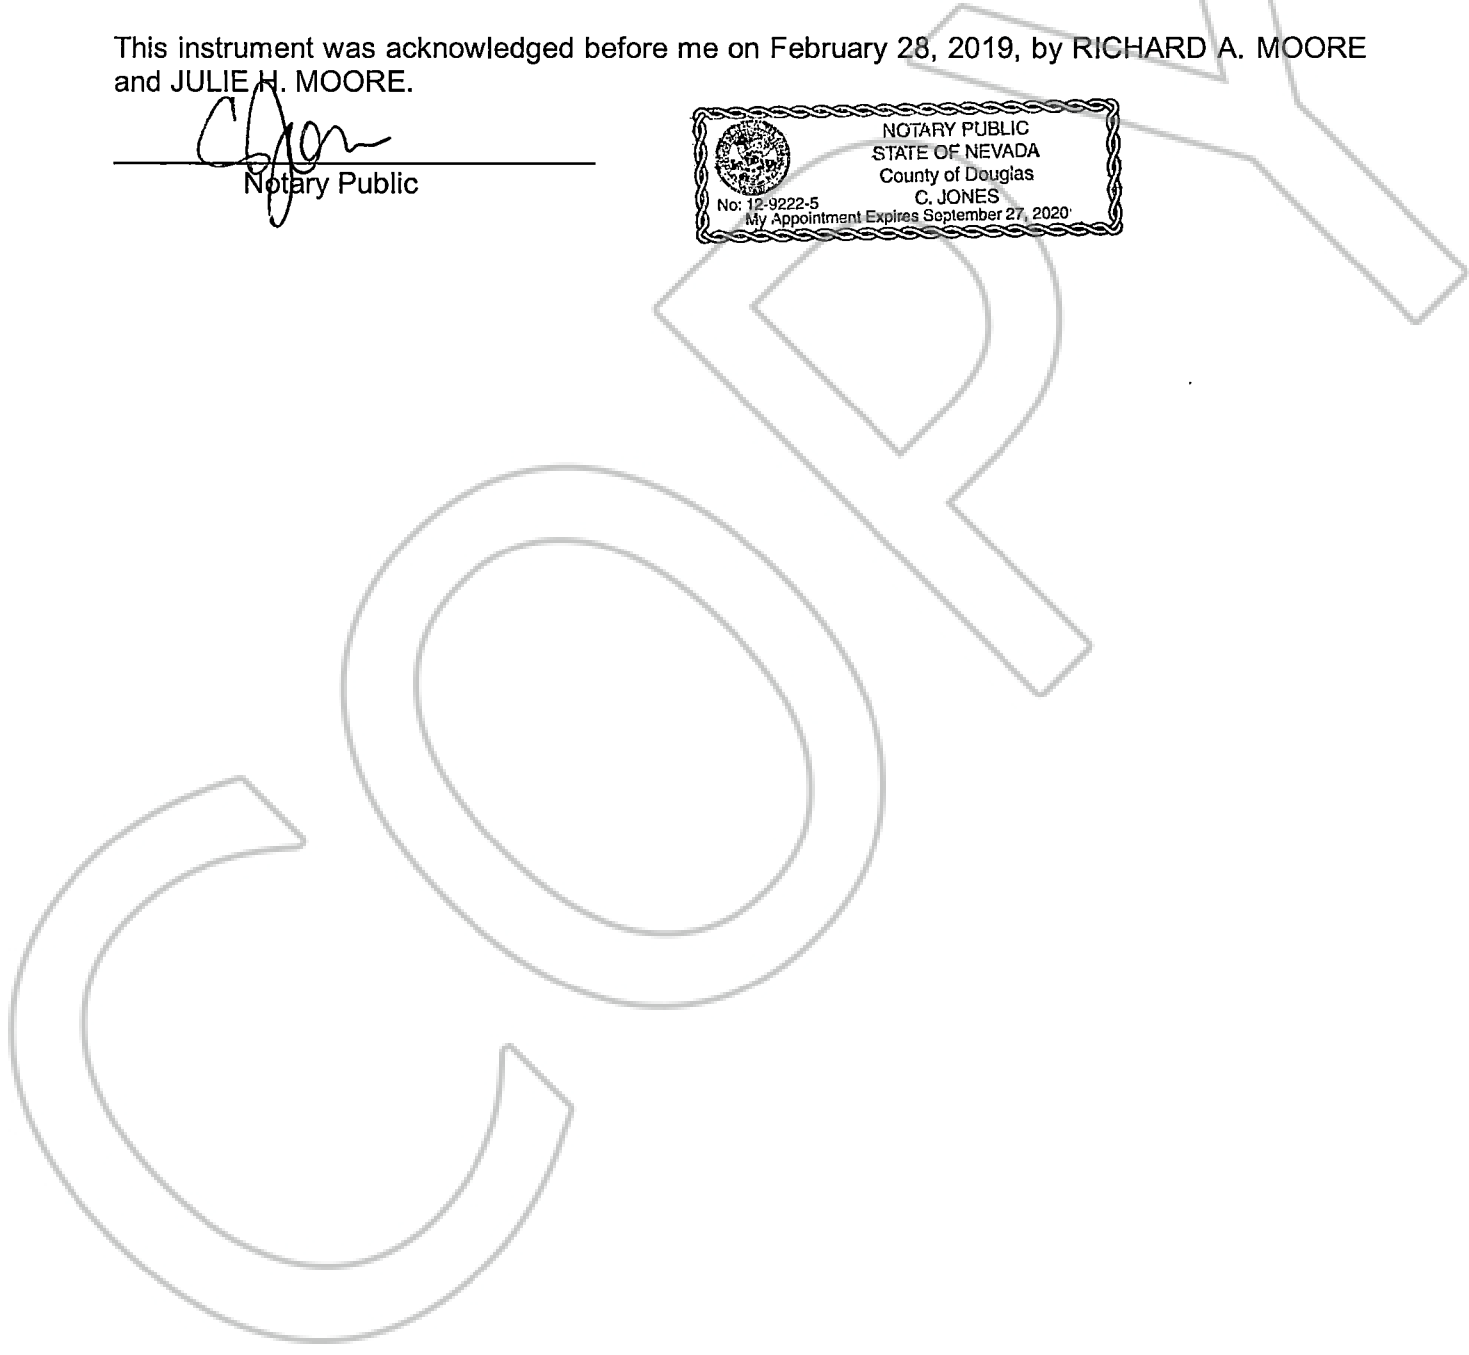 This instrument was acknowledged before me on February 28, 2019, by RICHARD A. MOORE
and JULIE H. MOORE.
CJones
Notary Public
NOTARY PUBLIC
STATE OF NEVADA
County of Douglas
C. JONES
No: 12-9222-5
My Appointment Expires September 27, 2020
COPY